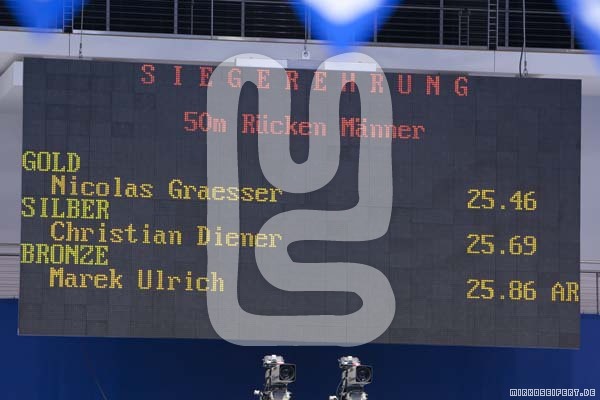 SIEGEREHRUNG
50m Rücken Männer
GOLD
Nicolas Graesser 25.46
SILBER
Christian Diener 25.69
BRONZE
Marek Ulrich 25.86 AR
MIRKOSEIFERT.DE